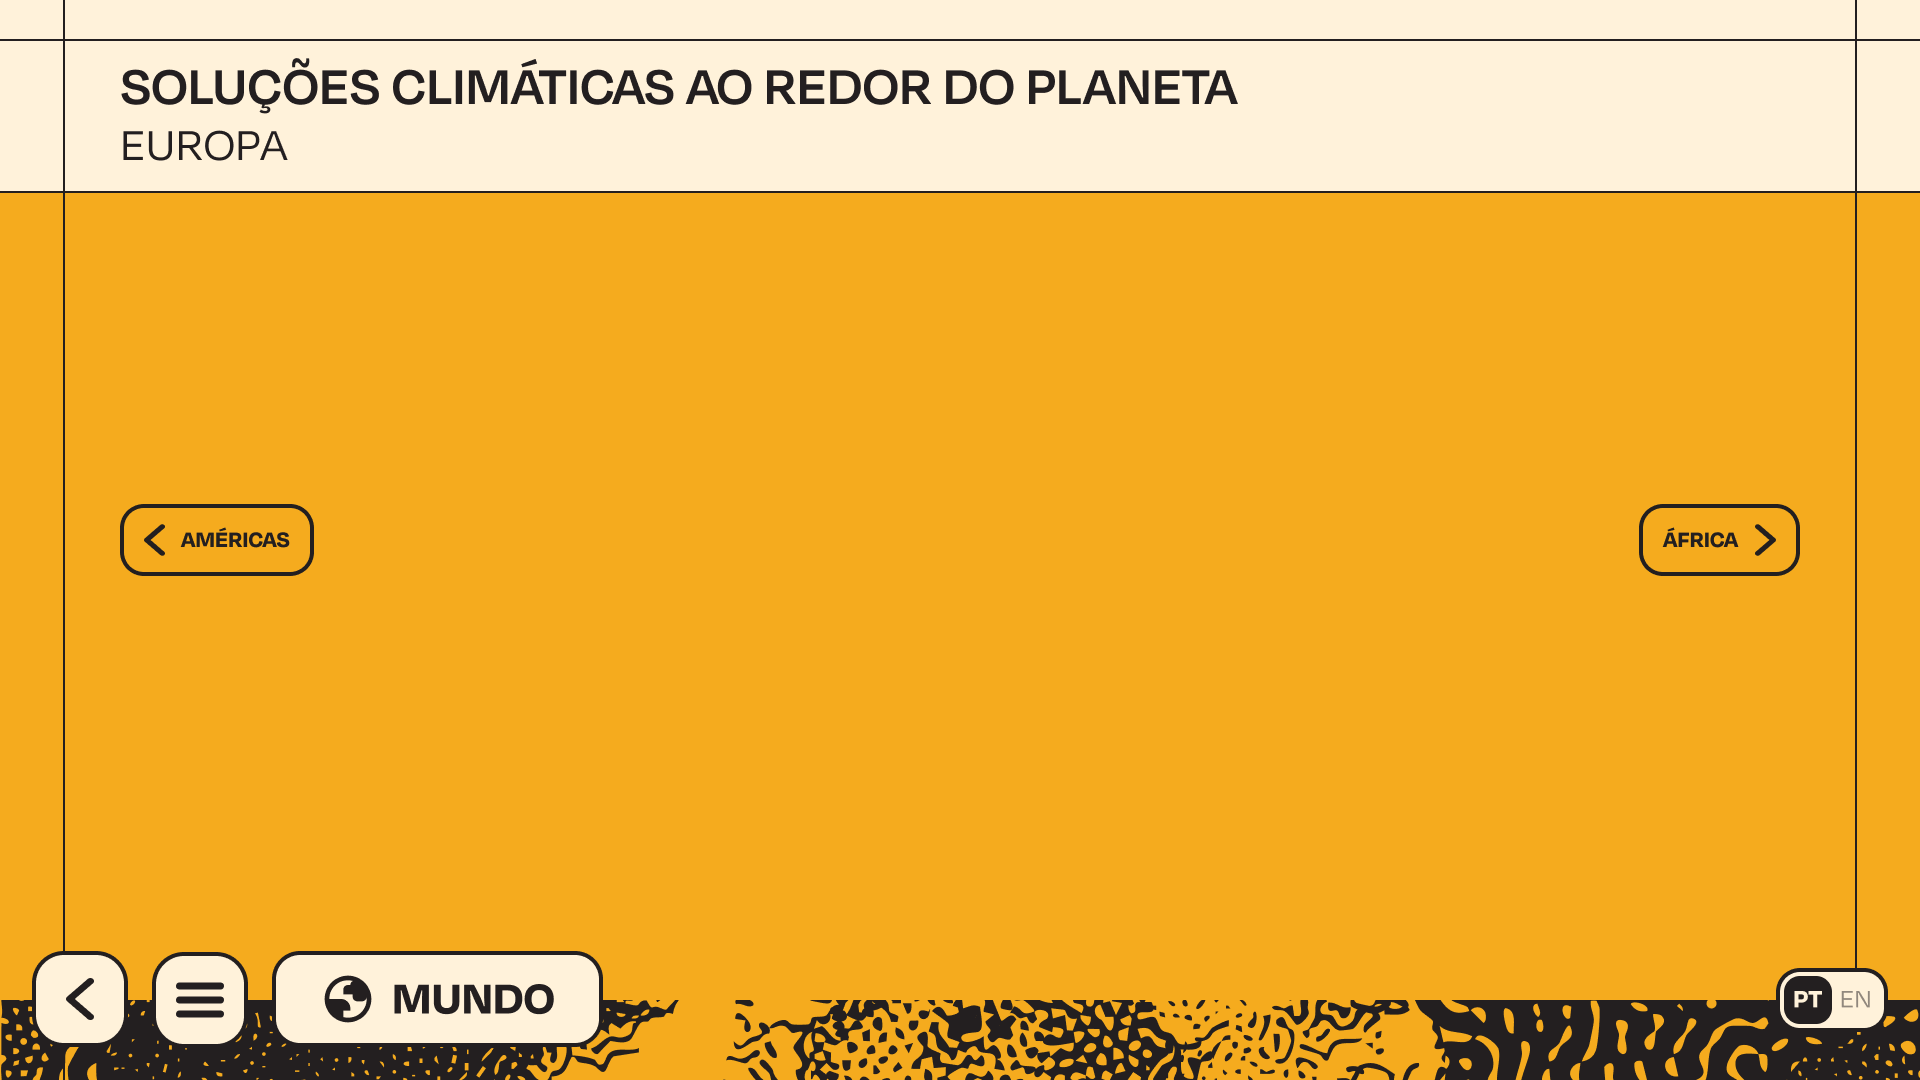 SOLUÇÕES CLIMÁTICAS AO REDOR DO PLANETA
EUROPA
AMÉRICAS
ÁFRICA
MUNDO
PT EN